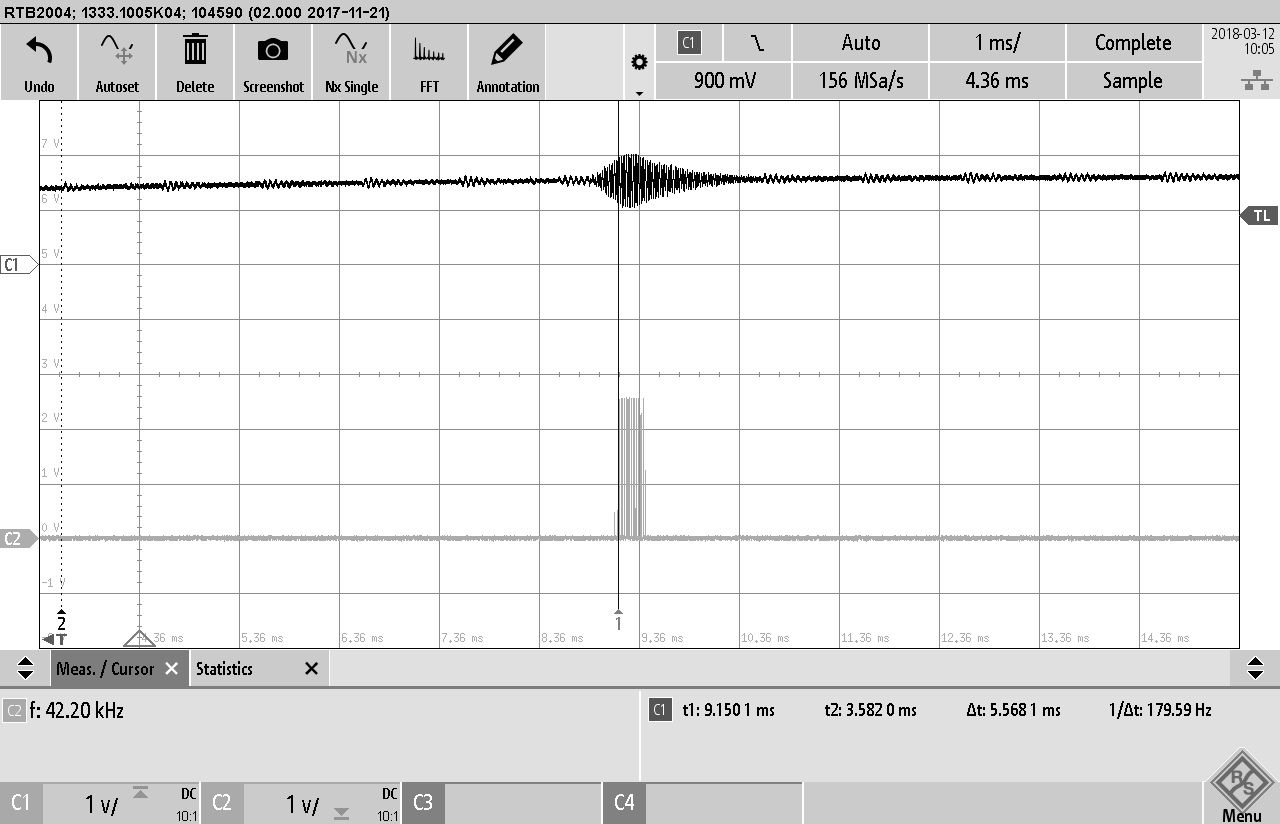 RTB2004; 1333.1005K04; 104590 (02.000 2017-11-21)
Undo Autoset Delete Screenshot Nx Single FFT Annotation
Nx
C1 Auto 1 ms/ Complete
900 mV 156 MSa/s 4.36 ms Sample
2018-03-12
10:05
7 V
6 V
TL
5 V
C1
4 V
3 V
2 V
1 V
0 V
C2
-1 V
2 1
T 4.36 ms 5.36 ms 6.36 ms 7.36 ms 8.36 ms 9.36 ms 10.36 ms 11.36 ms 12.36 ms 13.36 ms 14.36 ms
Meas. / Cursor Statistics
C2 f: 42.20 kHz
C1 t1: 9.150 1 ms t2: 3.582 0 ms Δt: 5.568 1 ms 1/Δt: 179.59 Hz
C1 1 V/ DC 10:1 C2 1 V/ DC 10:1 C3 C4
R S
Menu